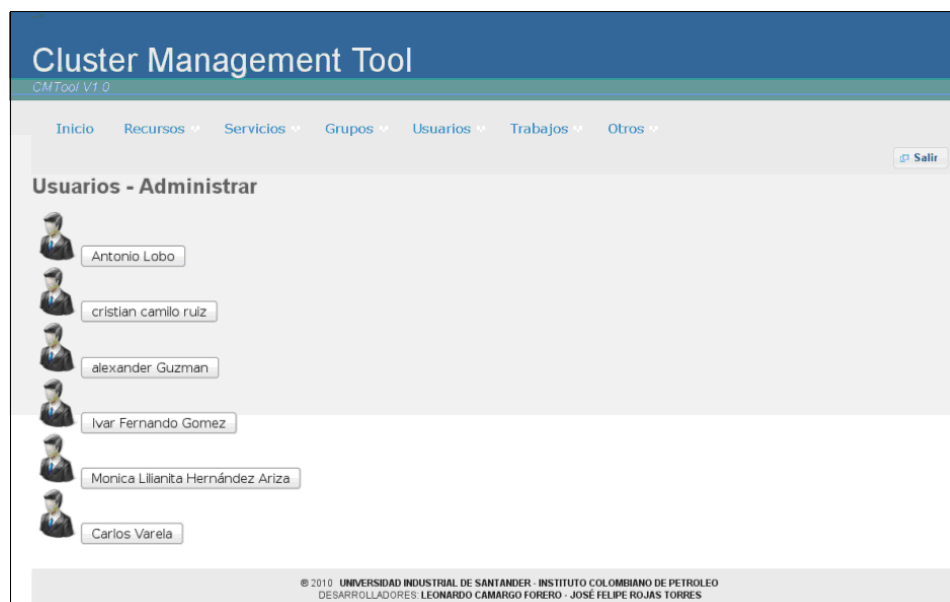 Cluster Management Tool
CMTool V1.0
Inicio Recursos Servicios Grupos Usuarios Trabajos Otros
Salir
Usuarios - Administrar
Antonio Lobo
cristian camilo ruiz
alexander Guzman
Ivar Fernando Gomez
Monica Lilianita Hernández Ariza
Carlos Varela
® 2010 UNIVERSIDAD INDUSTRIAL DE SANTANDER - INSTITUTO COLOMBIANO DE PETROLEO
DESARROLLADORES: LEONARDO CAMARGO FORERO - JOSÉ FELIPE ROJAS TORRES